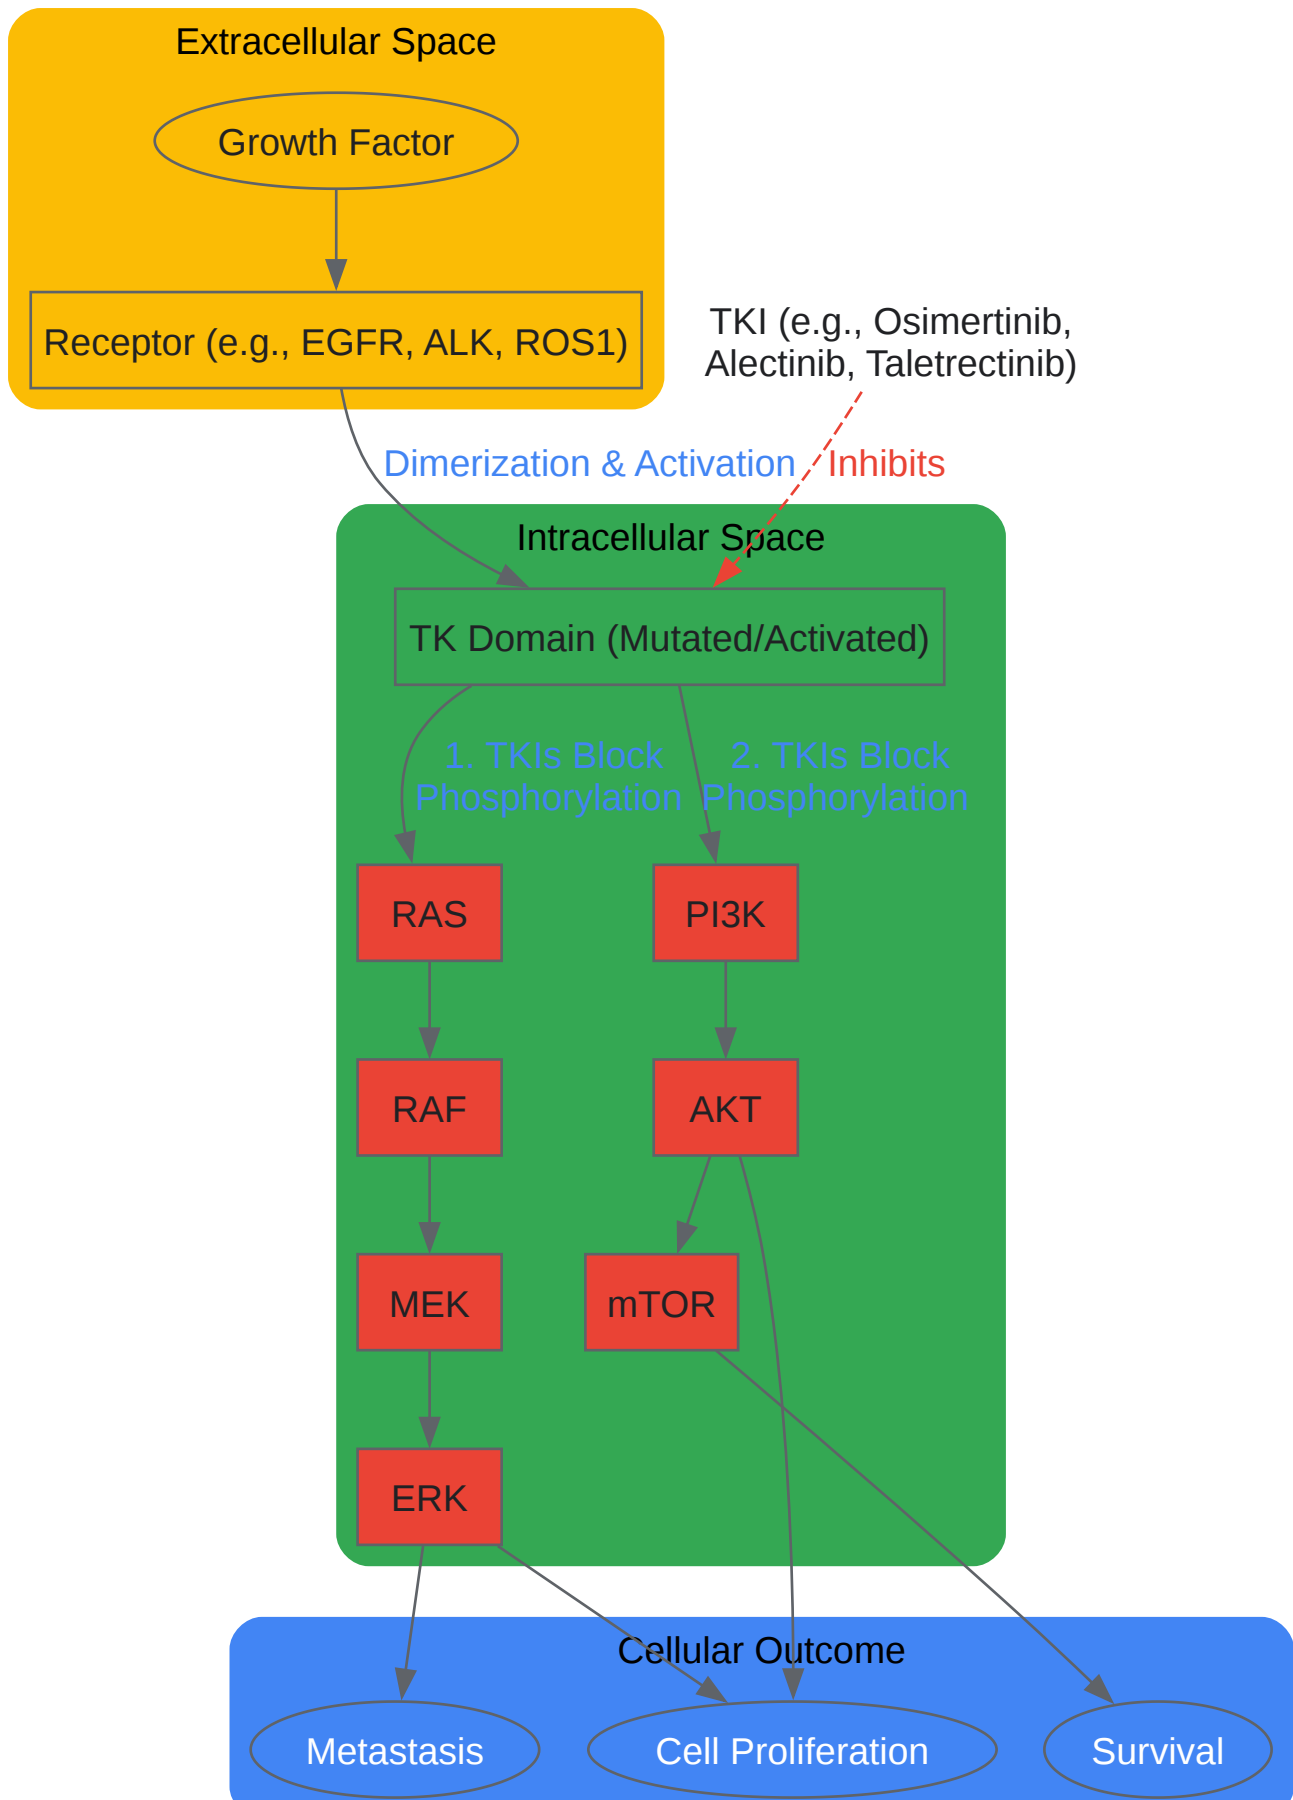 Extracellular Space
Growth Factor
Receptor (e.g., EGFR, ALK, ROS1)
TKI (e.g., Osimertinib,
Alectinib, Taletrectinib)
Dimerization & Activation
Inhibits
Intracellular Space
TK Domain (Mutated/Activated)
1. TKIs Block
Phosphorylation
2. TKIs Block
Phosphorylation
RAS
PI3K
RAF
AKT
MEK
mTOR
ERK
Cellular Outcome
Metastasis
Cell Proliferation
Survival